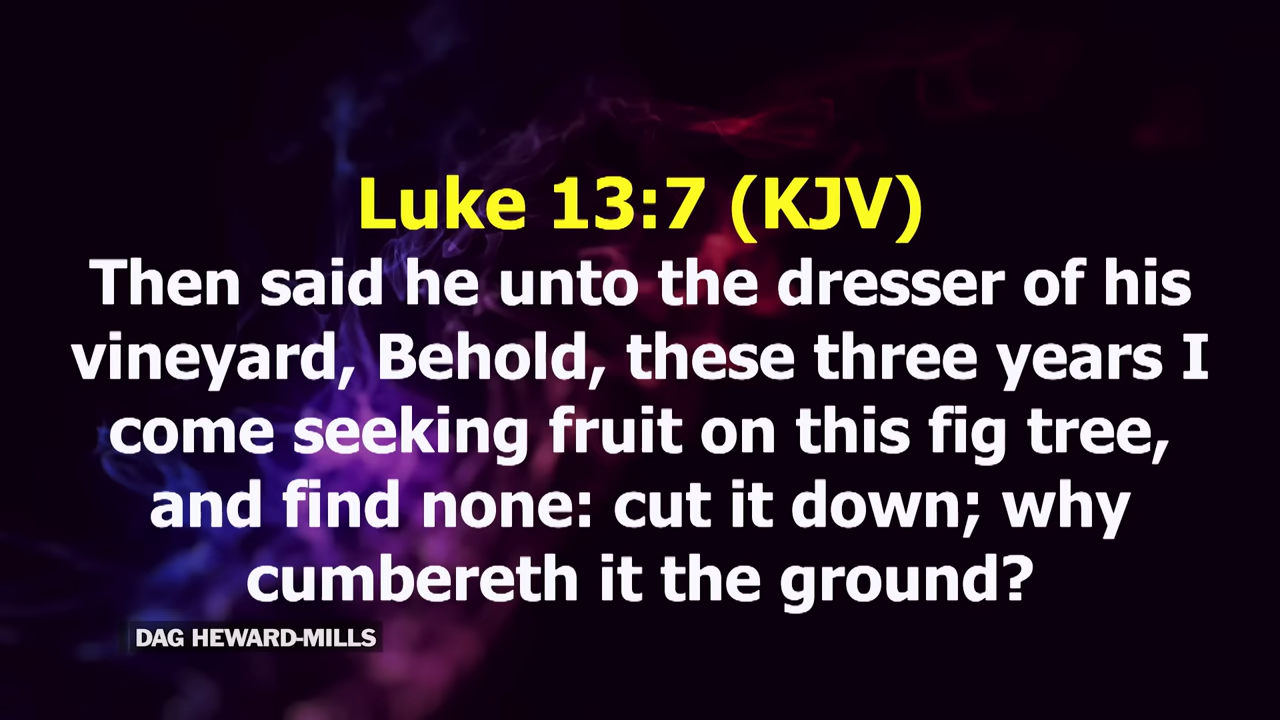 Luke 13:7 (KJV)
Then said he unto the dresser of his
vineyard, Behold, these three years I
come seeking fruit on this fig tree,
and find none: cut it down; why
cumbereth it the ground?
DAG HEWARD-MILLS